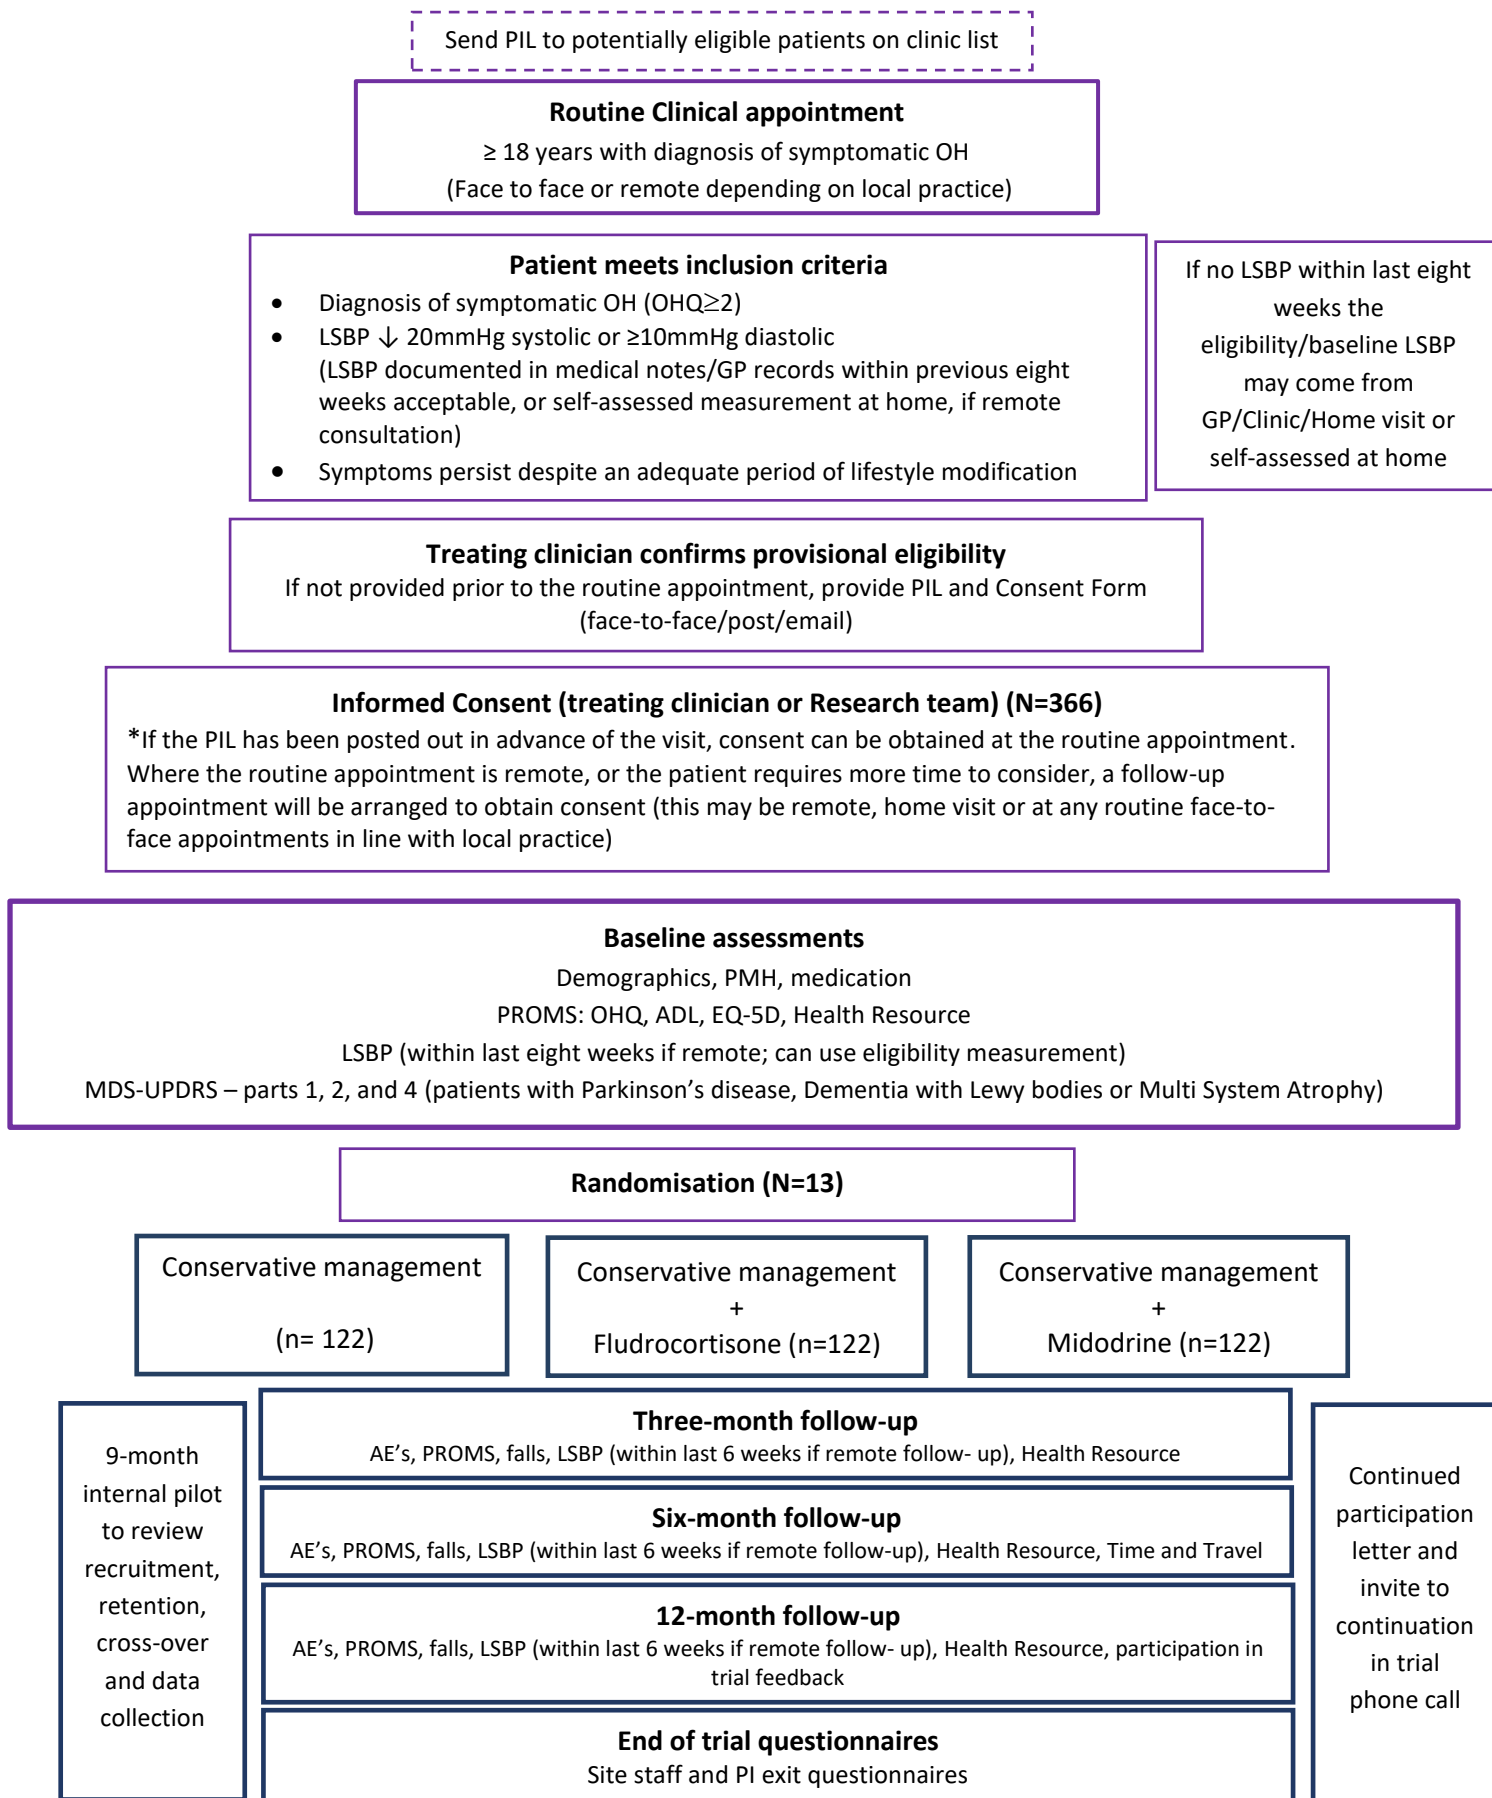 Send PIL to potentially eligible patients on clinic list
Routine Clinical appointment
≥ 18 years with diagnosis of symptomatic OH
(Face to face or remote depending on local practice)
Patient meets inclusion criteria
• Diagnosis of symptomatic OH (OHQ≥2)
• LSBP ↓ 20mmHg systolic or ≥10mmHg diastolic
(LSBP documented in medical notes/GP records within previous eight
weeks acceptable, or self-assessed measurement at home, if remote
consultation)
• Symptoms persist despite an adequate period of lifestyle modification
If no LSBP within last eight
weeks the
eligibility/baseline LSBP
may come from
GP/Clinic/Home visit or
self-assessed at home
Treating clinician confirms provisional eligibility
If not provided prior to the routine appointment, provide PIL and Consent Form
(face-to-face/post/email)
Informed Consent (treating clinician or Research team) (N=366)
*If the PIL has been posted out in advance of the visit, consent can be obtained at the routine appointment.
Where the routine appointment is remote, or the patient requires more time to consider, a follow-up
appointment will be arranged to obtain consent (this may be remote, home visit or at any routine face-to-
face appointments in line with local practice)
Baseline assessments
Demographics, PMH, medication
PROMS: OHQ, ADL, EQ-5D, Health Resource
LSBP (within last eight weeks if remote; can use eligibility measurement)
MDS-UPDRS – parts 1, 2, and 4 (patients with Parkinson's disease, Dementia with Lewy bodies or Multi System Atrophy)
Randomisation (N=13)
Conservative management
(n= 122)
Conservative management
+
Fludrocortisone (n=122)
Conservative management
+
Midodrine (n=122)
9-month
internal pilot
to review
recruitment,
retention,
cross-over
and data
collection
Three-month follow-up
AE's, PROMS, falls, LSBP (within last 6 weeks if remote follow- up), Health Resource
Six-month follow-up
AE's, PROMS, falls, LSBP (within last 6 weeks if remote follow-up), Health Resource, Time and Travel
12-month follow-up
AE's, PROMS, falls, LSBP (within last 6 weeks if remote follow- up), Health Resource, participation in
trial feedback
End of trial questionnaires
Site staff and PI exit questionnaires
Continued
participation
letter and
invite to
continuation
in trial
phone call